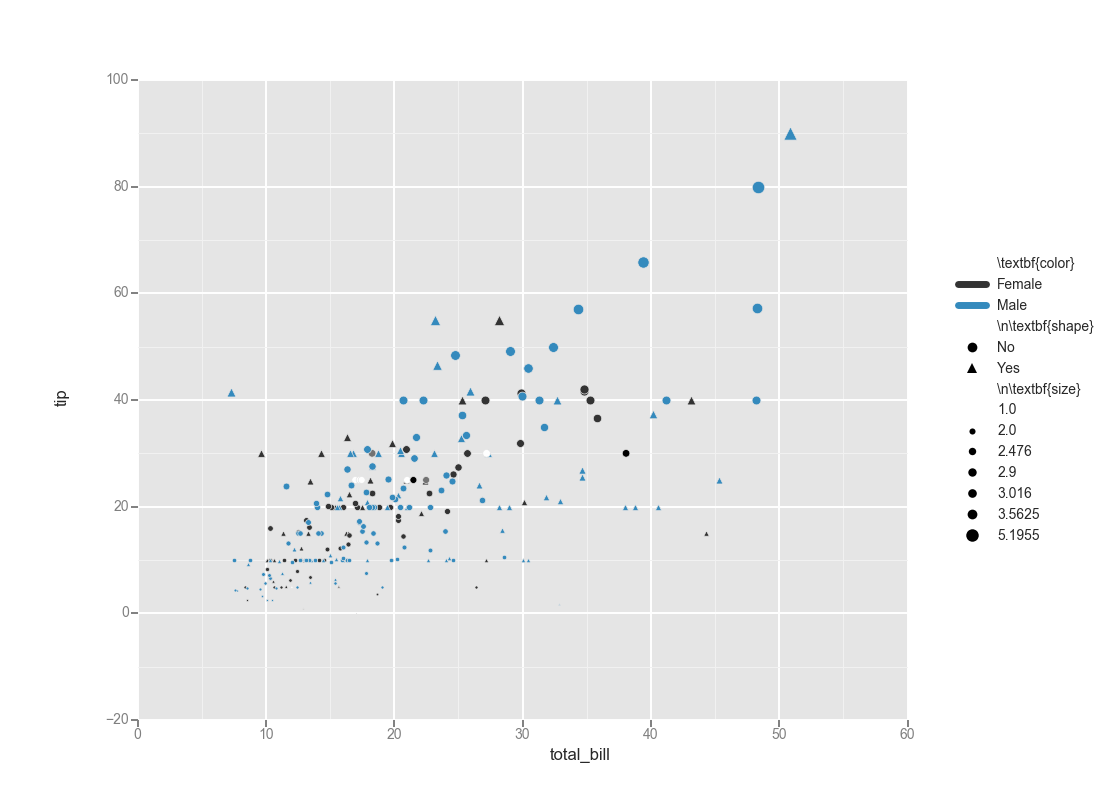 100
80
60
40
20
0
−20
tip
0
10
20
30
40
50
60
total_bill
\textbf{color}
Female
Male
\n\textbf{shape}
No
Yes
\n\textbf{size}
1.0
2.0
2.476
2.9
3.016
3.5625
5.1955